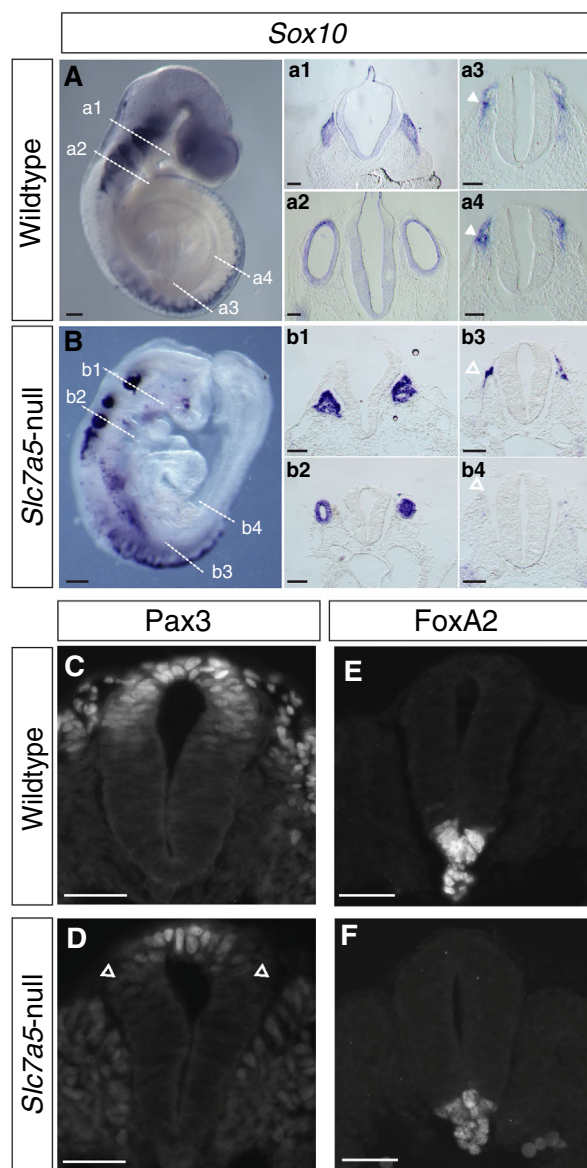 Sox10
Wildtype
A
a1
a2
a3
a4
a1
a3
a2
a4
Slc7a5-null
B
b1
b2
b4
b3
b1
b3
b2
b4
Pax3
FoxA2
Wildtype
C
E
Slc7a5-null
D
F